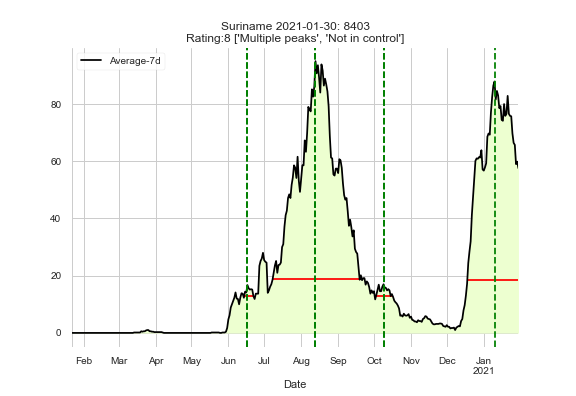 Suriname 2021-01-30: 8403
Rating:8 ['Multiple peaks', 'Not in control']
Average-7d
80
60
40
20
0
Feb Mar Apr May Jun Jul Aug Sep Oct Nov Dec Jan
2021
Date